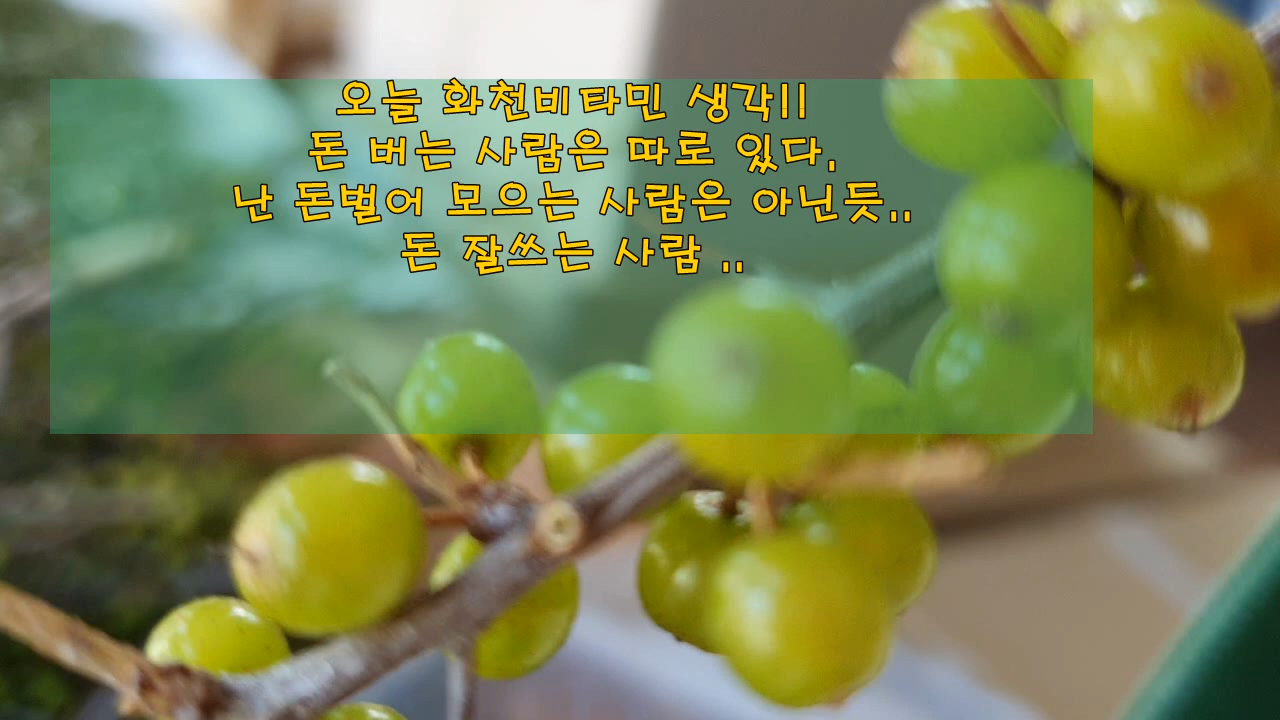 오늘 화천비타민 생각!!
돈 버는 사람은 따로 있다.
난 돈벌어 모으는 사람은 아닌듯..
돈 잘쓰는 사람 ..